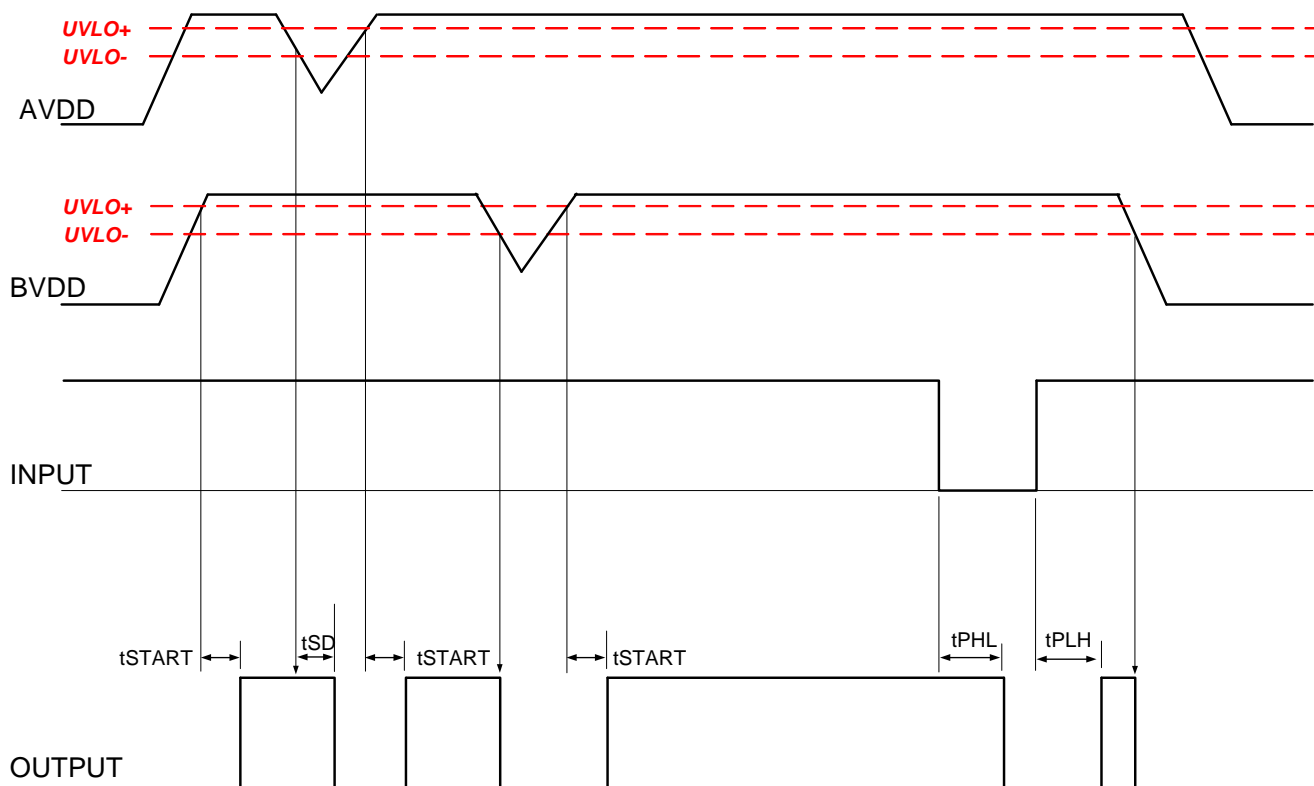 UVLO+
UVLO-
AVDD
UVLO+
UVLO-
BVDD
INPUT
tSTART
tSD
tSTART
tSTART
tPHL
tPLH
OUTPUT